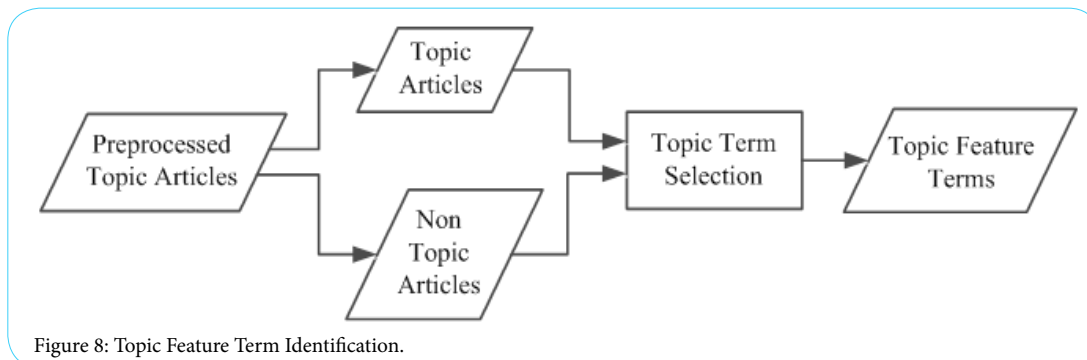 Preprocessed
Topic Articles
Topic
Articles
Non
Topic
Articles
Topic Term
Selection
Topic Feature
Terms
Figure 8: Topic Feature Term Identification.